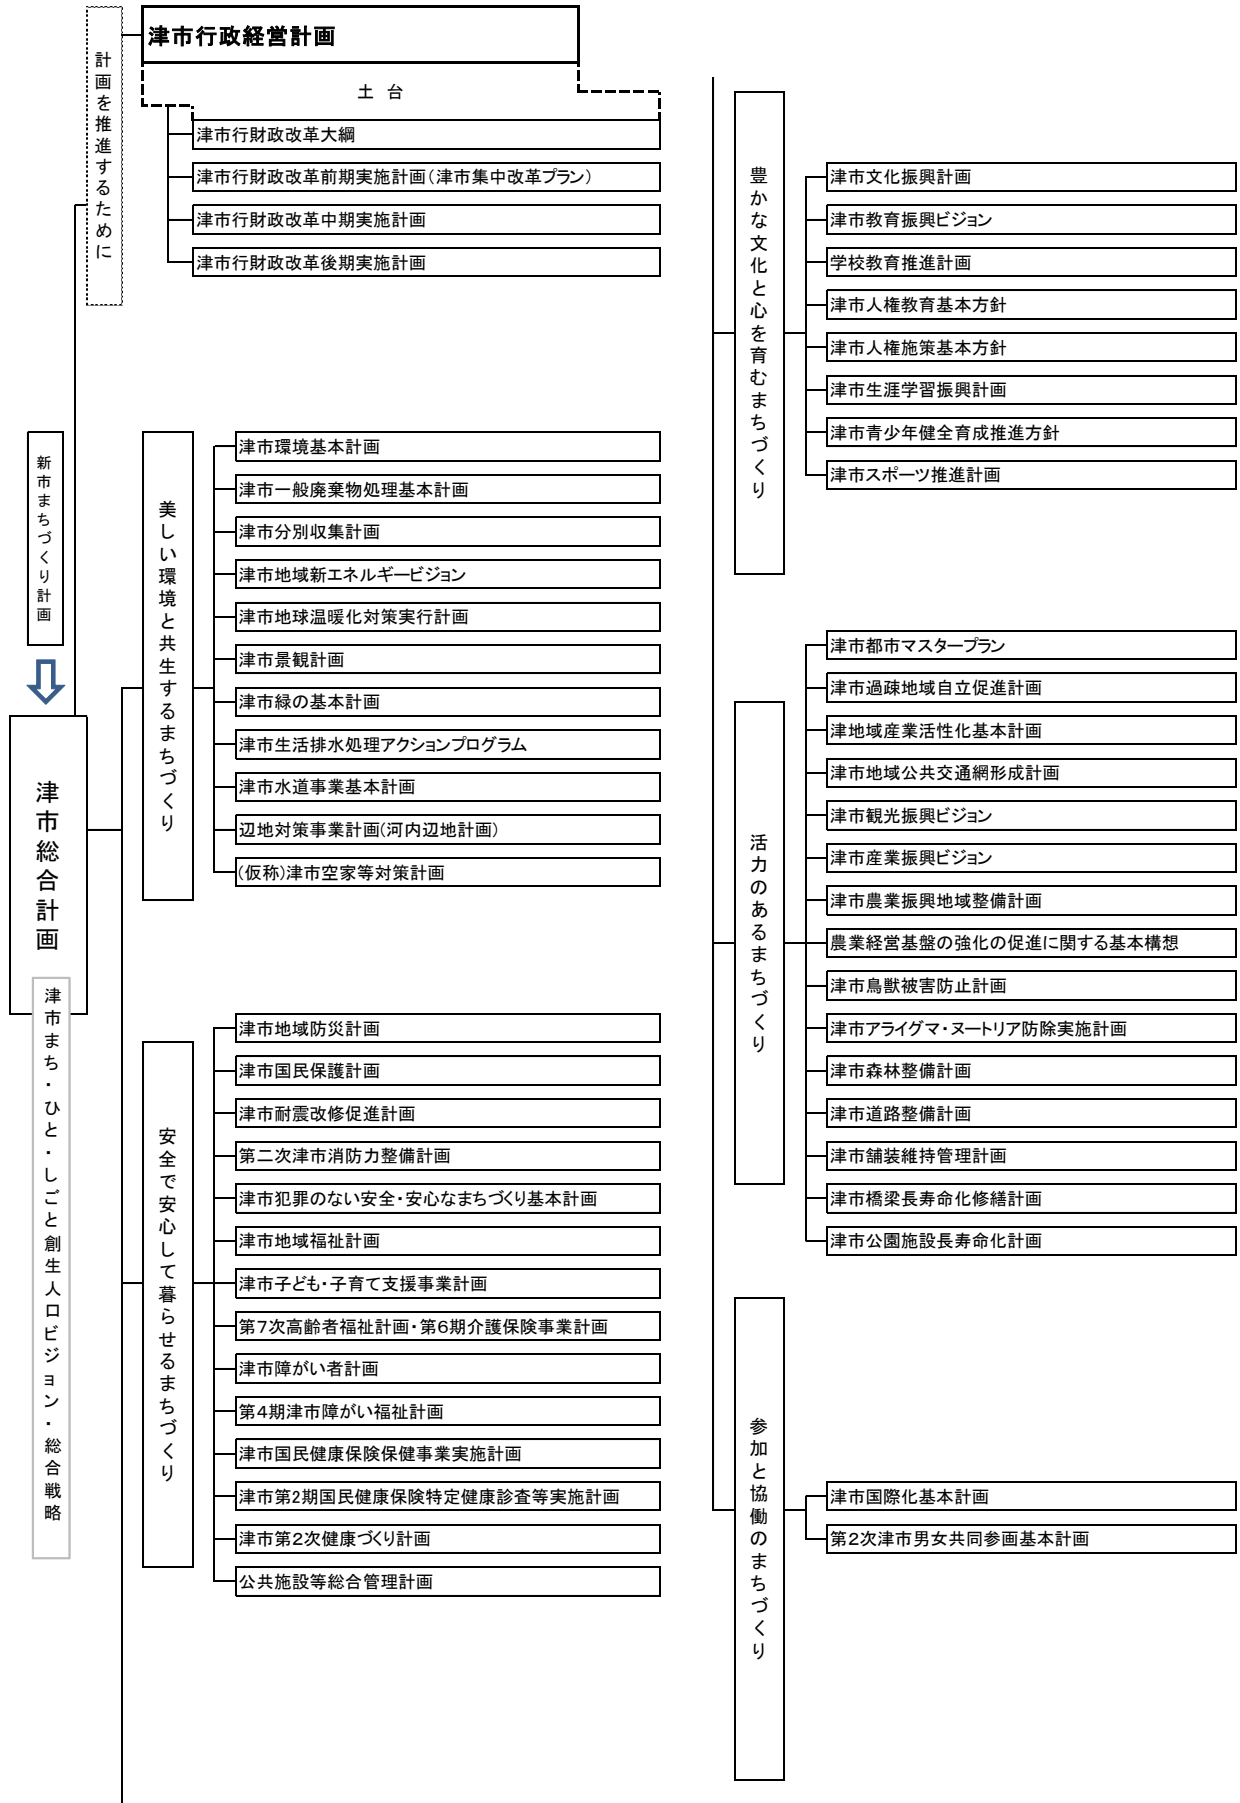 計画を推進するために
津市行政経営計画
土 台
津市行財政改革大綱
津市行財政改革前期実施計画(津市集中改革プラン)
津市行財政改革中期実施計画
津市行財政改革後期実施計画
新市まちづくり計画
津市総合計画
津市まち・ひと・しごと創生人口ビジョン・総合戦略
美しい環境と共生するまちづくり
津市環境基本計画
津市一般廃棄物処理基本計画
津市分別収集計画
津市地域新エネルギービジョン
津市地球温暖化対策実行計画
津市景観計画
津市緑の基本計画
津市生活排水処理アクションプログラム
津市水道事業基本計画
辺地対策事業計画(河内辺地計画)
(仮称)津市空家等対策計画
安全で安心して暮らせるまちづくり
津市地域防災計画
津市国民保護計画
津市耐震改修促進計画
第二次津市消防力整備計画
津市犯罪のない安全・安心なまちづくり基本計画
津市地域福祉計画
津市子ども・子育て支援事業計画
第7次高齢者福祉計画・第6期介護保険事業計画
津市障がい者計画
第4期津市障がい福祉計画
津市国民健康保険保健事業実施計画
津市第2期国民健康保険特定健康診査等実施計画
津市第2次健康づくり計画
公共施設等総合管理計画
豊かな文化と心を育むまちづくり
津市文化振興計画
津市教育振興ビジョン
学校教育推進計画
津市人権教育基本方針
津市人権施策基本方針
津市生涯学習振興計画
津市青少年健全育成推進方針
津市スポーツ推進計画
活力のあるまちづくり
津市都市マスタープラン
津市過疎地域自立促進計画
津地域産業活性化基本計画
津市地域公共交通網形成計画
津市観光振興ビジョン
津市産業振興ビジョン
津市農業振興地域整備計画
農業経営基盤の強化の促進に関する基本構想
津市鳥獣被害防止計画
津市アライグマ・ヌートリア防除実施計画
津市森林整備計画
津市道路整備計画
津市舗装維持管理計画
津市橋梁長寿命化修繕計画
津市公園施設長寿命化計画
参加と協働のまちづくり
津市国際化基本計画
第2次津市男女共同参画基本計画